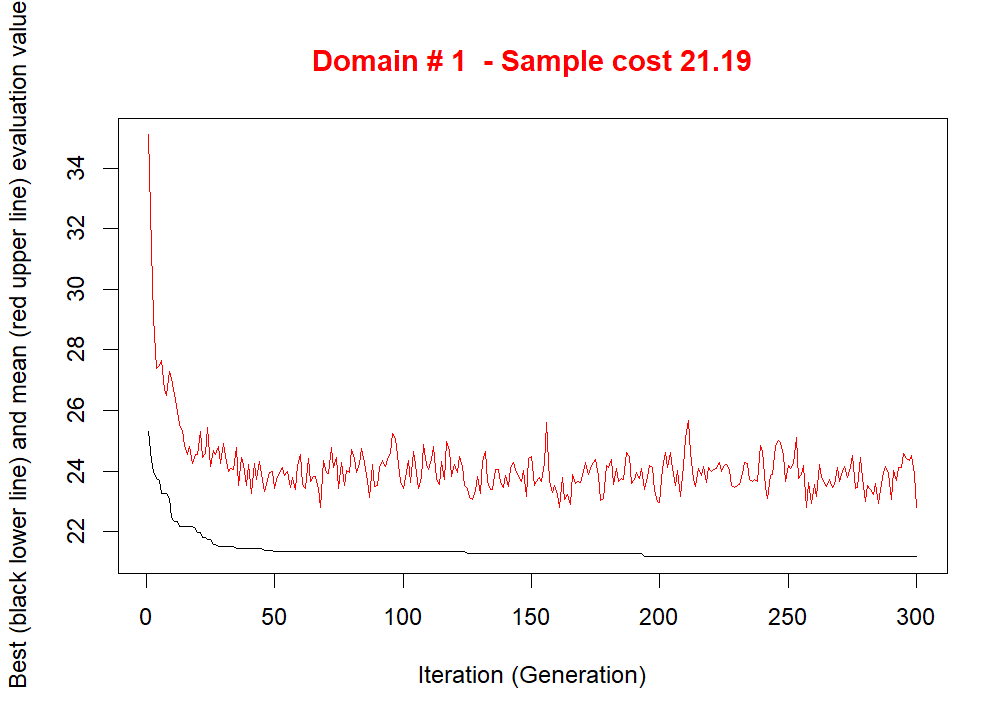 Domain # 1  - Sample cost 21.19
Best (black lower line) and mean (red upper line) evaluation value
34
32
30
28
26
24
22
0 50 100 150 200 250 300
Iteration (Generation)